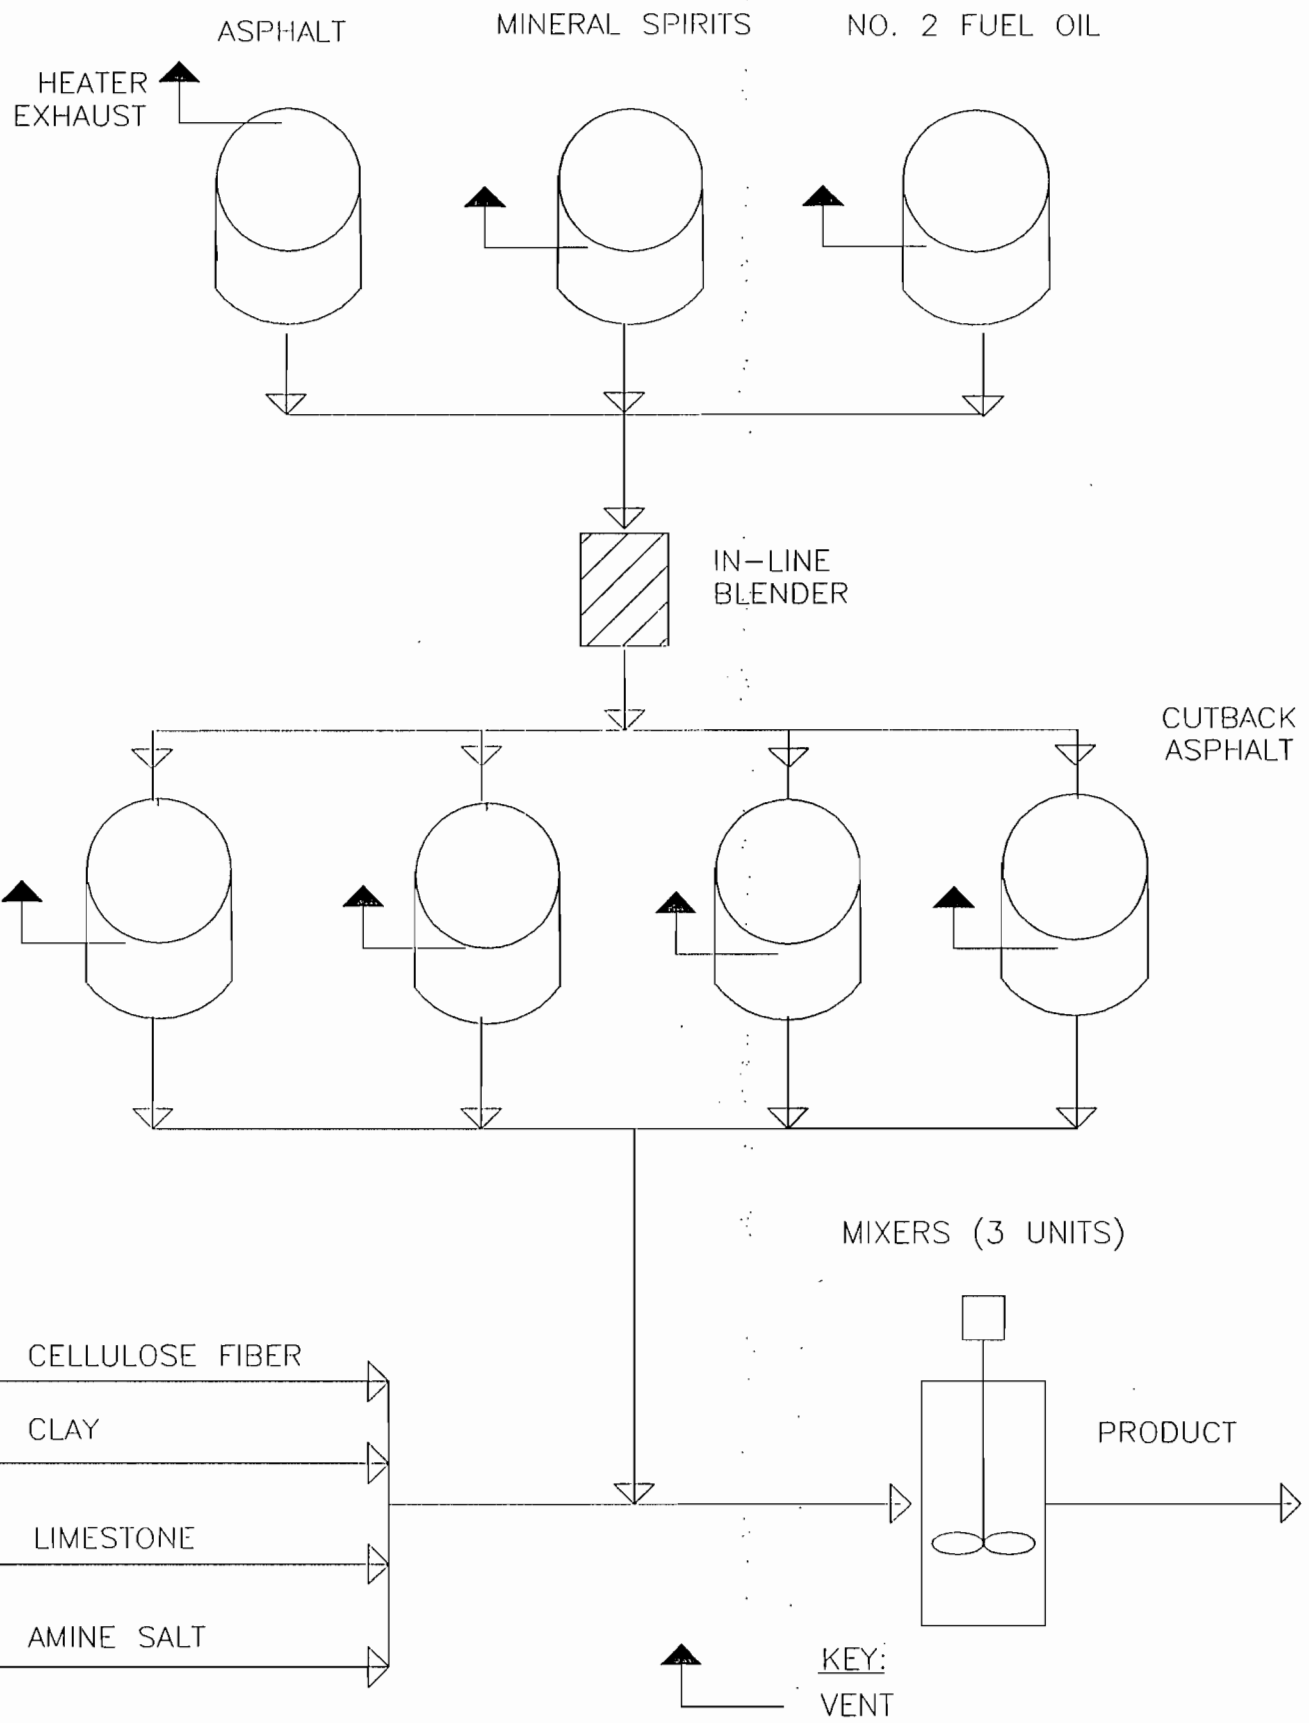 ASPHALT
MINERAL SPIRITS
NO. 2 FUEL OIL
HEATER
EXHAUST
IN-LINE
BLENDER
CUTBACK
ASPHALT
MIXERS (3 UNITS)
CELLULOSE FIBER
CLAY
PRODUCT
LIMESTONE
AMINE SALT
KEY:
VENT